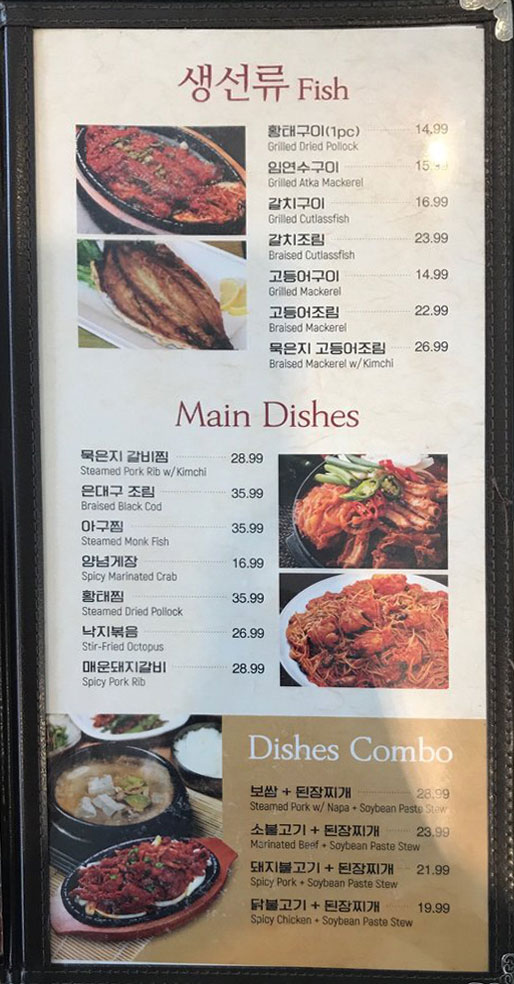 생선류 Fish
황태구이(1pc) 14.99
Grilled Dried Pollock
임연수구이 15.99
Grilled Atka Mackerel
갈치구이 16.99
Grilled Cutlassfish
갈치조림 23.99
Braised Cutlassfish
고등어구이 14.99
Grilled Mackerel
고등어조림 22.99
Braised Mackerel
묵은지 고등어조림 26.99
Braised Mackerel w/Kimchi
Main Dishes
묵은지 갈비찜 28.99
Steamed Pork Rib w/Kimchi
은대구 조림 35.99
Braised Black Cod
아구찜 35.99
Steamed Monk Fish
양념게장 16.99
Spicy Marinated Crab
황태찜 35.99
Steamed Dried Pollock
낙지볶음 26.99
Stir-Fried Octopus
매운돼지갈비 28.99
Spicy Pork Rib
Dishes Combo
보쌈 + 된장찌개 28.99
Steamed Pork w/ Napa + Soybean Paste Stew
소불고기 + 된장찌개 23.99
Marinated Beef + Soybean Paste Stew
돼지불고기 + 된장찌개 21.99
Spicy Pork + Soybean Paste Stew
닭불고기 + 된장찌개 19.99
Spicy Chicken + Soybean Paste Stew